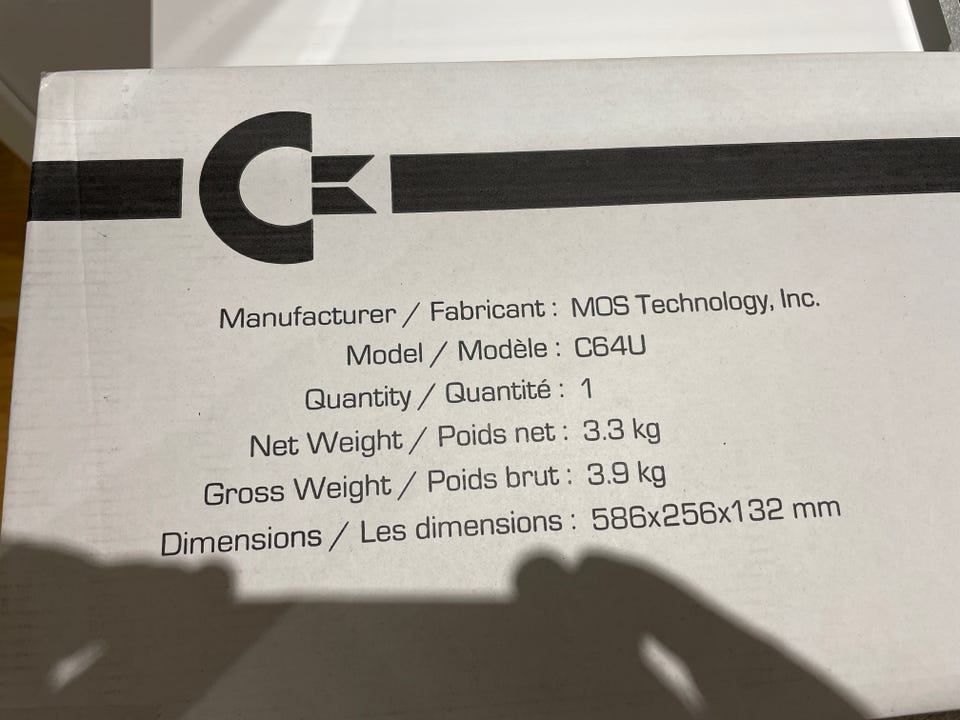 Manufacturer / Fabricant : MOS Technology, Inc.
Model / Modèle : C64U
Quantity / Quantité : 1
Net Weight / Poids net : 3.3 kg
Gross Weight / Poids brut : 3.9 kg
Dimensions / Les dimensions : 586x256x132 mm